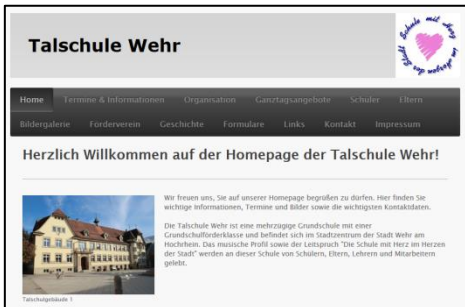 Talschule Wehr
Schule mit Herz im Herzen der Stadt
Home Termine & Informationen Organisation Ganztagsangebote Schüler Eltern
Bildergalerie Förderverein Geschichte Formulare Links Kontakt Impressum
Herzlich Willkommen auf der Homepage der Talschule Wehr!
Wir freuen uns, Sie auf unserer Homepage begrüßen zu dürfen. Hier finden Sie
wichtige Informationen, Termine und Bilder sowie die wichtigsten Kontaktdaten.
Die Talschule Wehr ist eine mehrzügige Grundschule mit einer
Grundschulförderklasse und befindet sich im Stadtzentrum der Stadt Wehr am
Hochrhein. Das musische Profil sowie der Leitspruch "Die Schule mit Herz im Herzen
der Stadt" werden an dieser Schule von Schülern, Eltern, Lehrern und Mitarbeitern
gelebt.
Talschulgebäude 1